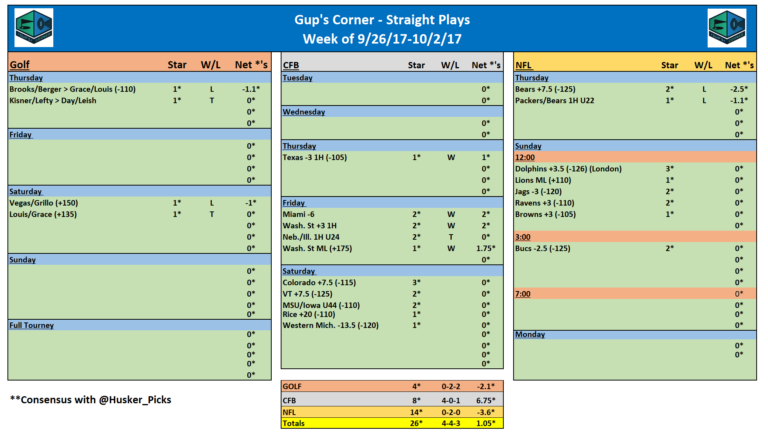 Gup's Corner - Straight Plays
Week of 9/26/17-10/2/17
Golf Star W/L Net *'s
Thursday
Brooks/Berger > Grace/Louis (-110) 1* L -1.1*
Kisner/Lefty > Day/Leish 1* T 0*
0*
0*
Friday
0*
0*
0*
0*
Saturday
Vegas/Grillo (+150) 1* L -1*
Louis/Grace (+135) 1* T 0*
0*
0*
0*
Sunday
0*
0*
0*
0*
0*
Full Tourney
0*
0*
0*
0*
0*
CFB Star W/L Net *'s
Tuesday
0*
0*
Wednesday
0*
0*
Thursday
Texas -3 1H (-105) 1* W 1*
0*
0*
0*
Friday
Miami -6 2* W 2*
Wash. St +3 1H 2* W 2*
Neb./Ill. 1H U24 2* T 0*
Wash. St ML (+175) 1* W 1.75*
0*
Saturday
Colorado +7.5 (-115) 3* 0*
VT +7.5 (-125) 2* 0*
MSU/Iowa U44 (-110) 2* 0*
Rice +20 (-110) 1* 0*
Western Mich. -13.5 (-120) 1* 0*
0*
0*
0*
0*
NFL Star W/L Net *'s
Thursday
Bears +7.5 (-125) 2* L -2.5*
Packers/Bears 1H U22 1* L -1.1*
0*
0*
Sunday
12:00
Dolphins +3.5 (-126) (London) 3* 0*
Lions ML (+110) 1* 0*
Jags -3 (-120) 2* 0*
Ravens +3 (-110) 2* 0*
Browns +3 (-105) 1* 0*
0*
3:00
Bucs -2.5 (-125) 2* 0*
0*
0*
0*
7:00 0*
0*
0*
Monday
0*
0*
GOLF 4* 0-2-2 -2.1*
CFB 8* 4-0-1 6.75*
NFL 14* 0-2-0 -3.6*
Totals 26* 4-4-3 1.05*
**Consensus with @Husker_Picks